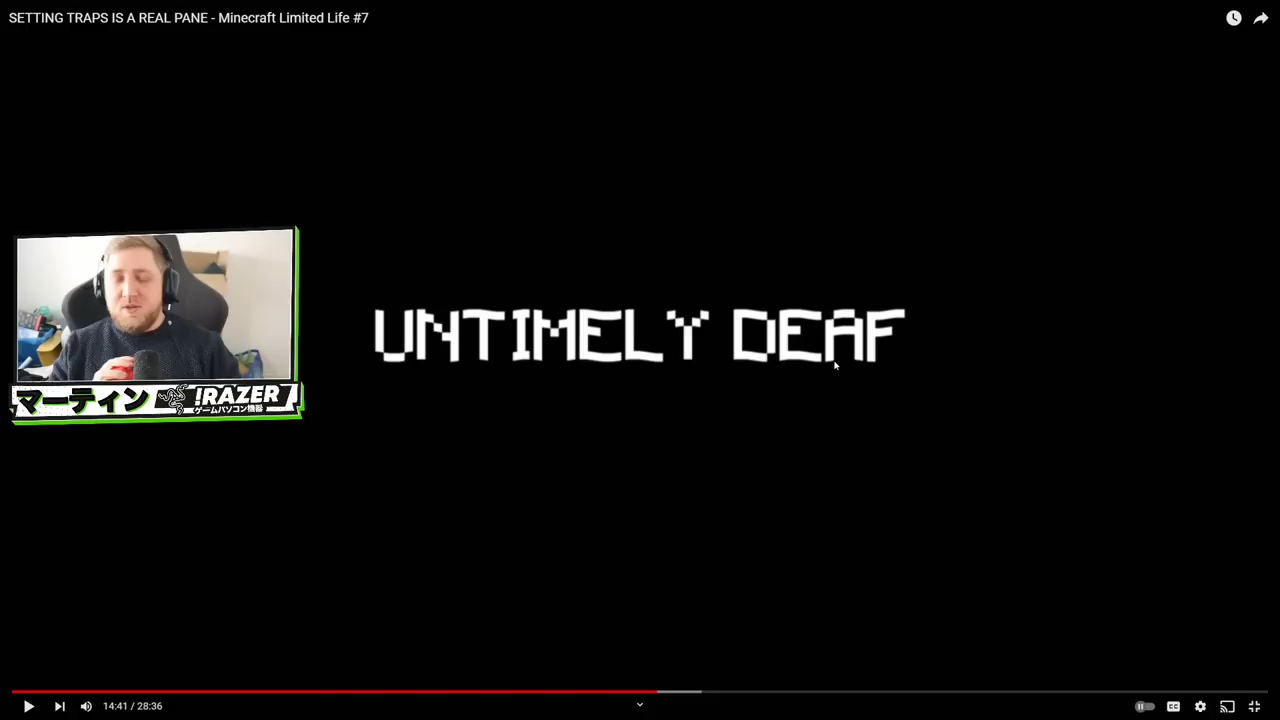 SETTING TRAPS IS A REAL PANE - Minecraft Limited Life #7
UNTIMELY DEAF
マーティン
!RAZER
ゲームパソコン機器
14:41 / 28:36
CC